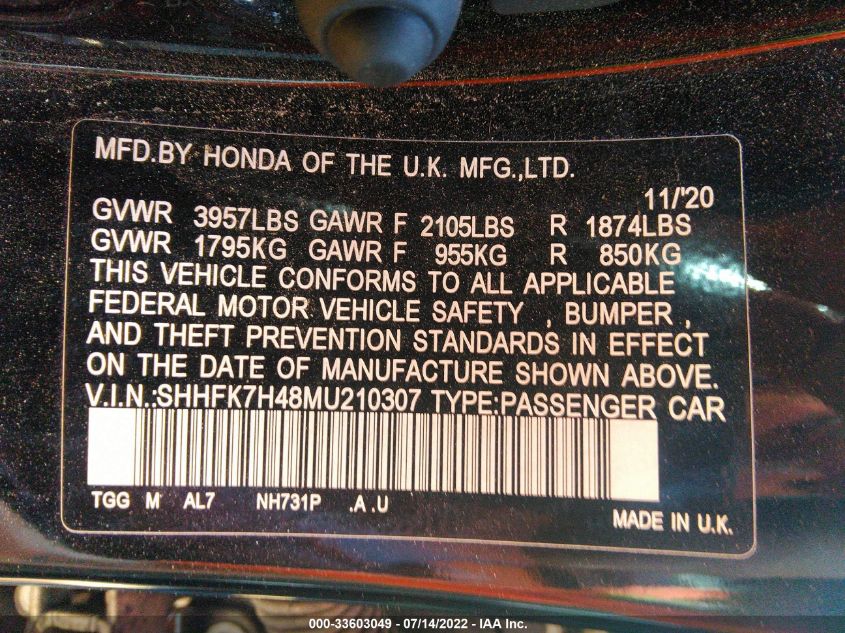 MFD.BY HONDA OF THE U.K. MFG.,LTD.
11/'20
GVWR 3957LBS GAWR F 2105LBS R 1874LBS
GVWR 1795KG GAWR F 955KG R 850KG
THIS VEHICLE CONFORMS TO ALL APPLICABLE
FEDERAL MOTOR VEHICLE SAFETY , BUMPER ,
AND THEFT PREVENTION STANDARDS IN EFFECT
ON THE DATE OF MANUFACTURE SHOWN ABOVE.
V.I.N.:SHHFK7H48MU210307 TYPE:PASSENGER CAR
TGG M AL7 NH731P .A .U
MADE IN U.K.
000-33603049 - 07/14/2022 - IAA Inc.